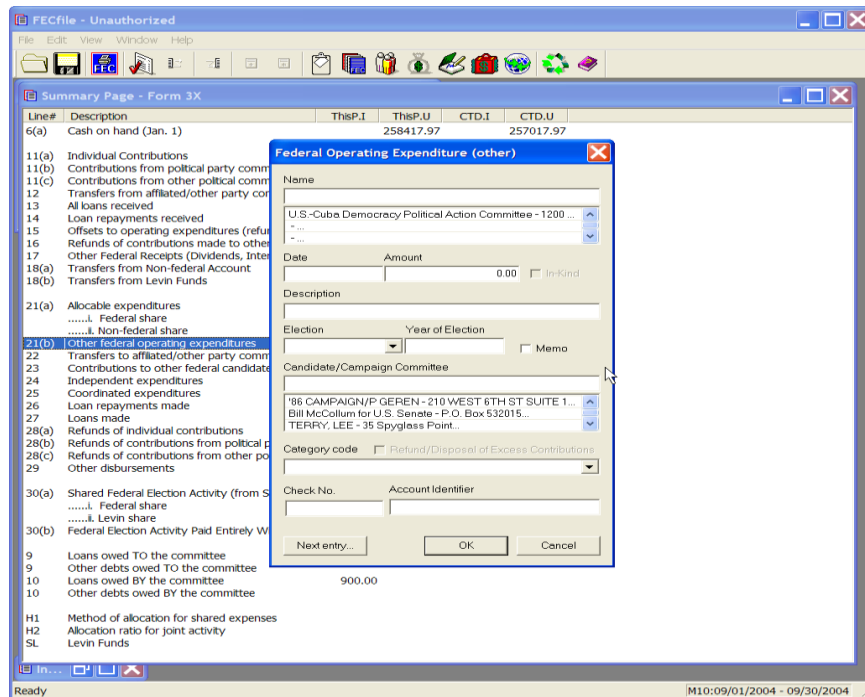 FECfile - Unauthorized
File Edit View Window Help
FEC FEC
Summary Page - Form 3X
Line# Description ThisP.I ThisP.U CTD.I CTD.U
6(a) Cash on hand (Jan. 1) 258417.97 257017.97
11(a) Individual Contributions
11(b) Contributions from political party comm
11(c) Contributions from other political comm
12 Transfers from affiliated/other party cor
13 All loans received
14 Loan repayments received
15 Offsets to operating expenditures (refu
16 Refunds of contributions made to other
17 Other Federal Receipts (Dividends, Inter
18(a) Transfers from Non-federal Account
18(b) Transfers from Levin Funds
21(a) Allocable expenditures
......i. Federal share
......ii. Non-federal share
21(b) Other federal operating expenditures
22 Transfers to affiliated/other party comm
23 Contributions to other federal candidate
24 Independent expenditures
25 Coordinated expenditures
26 Loan repayments made
27 Loans made
28(a) Refunds of individual contributions
28(b) Refunds of contributions from political p
28(c) Refunds of contributions from other po
29 Other disbursements
30(a) Shared Federal Election Activity (from S
......i. Federal share
......ii. Levin share
30(b) Federal Election Activity Paid Entirely W
9 Loans owed TO the committee
9 Other debts owed TO the committee
10 Loans owed BY the committee 900.00
10 Other debts owed BY the committee
H1 Method of allocation for shared expenses
H2 Allocation ratio for joint activity
SL Levin Funds
Federal Operating Expenditure (other)
Name
U.S.-Cuba Democracy Political Action Committee - 1200 ...
- ...
- ...
Date Amount
0.00 In-Kind
Description
Election Year of Election
Memo
Candidate/Campaign Committee
'86 CAMPAIGN/P GEREN - 210 WEST 6TH ST SUITE 1...
Bill McCollum for U.S. Senate - P.O. Box 532015...
TERRY, LEE - 35 Spyglass Point...
Category code Refund/Disposal of Excess Contributions
Check No. Account Identifier
Next entry... OK Cancel
In...
Ready M10:09/01/2004 - 09/30/2004